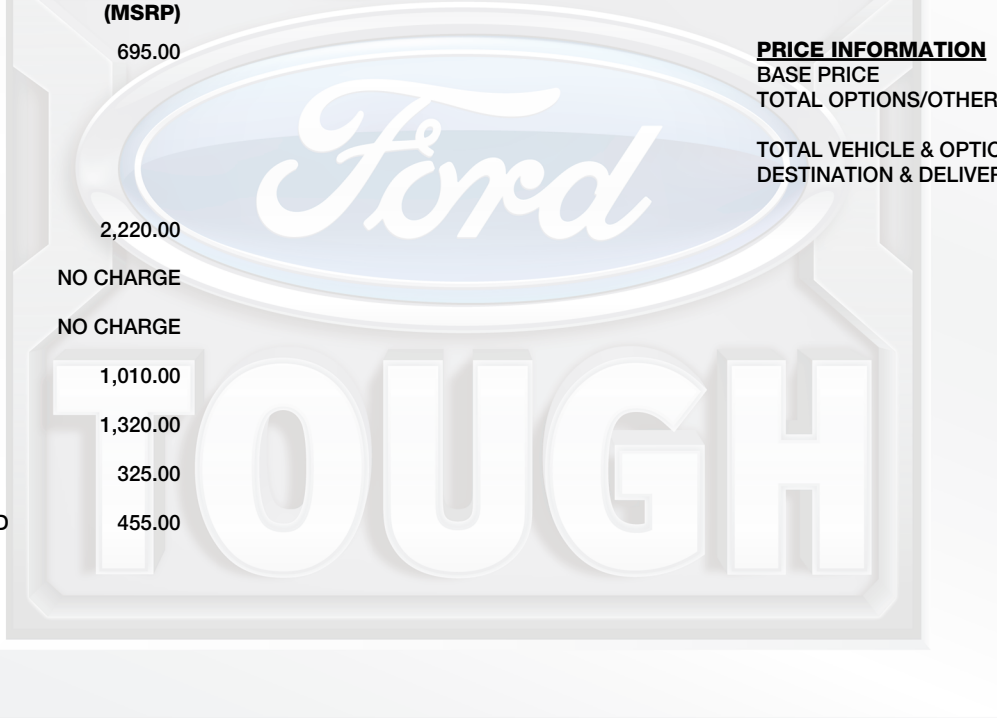 (MSRP)
695.00
2,220.00
NO CHARGE
NO CHARGE
1,010.00
1,320.00
325.00
D 455.00
PRICE INFORMATION
BASE PRICE
TOTAL OPTIONS/OTHER
TOTAL VEHICLE & OPTIO
DESTINATION & DELIVER
Ford
TOUGH